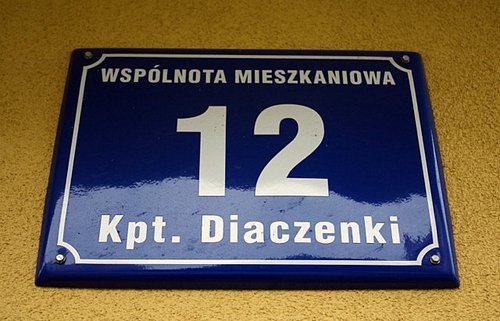 WSPÓLNOTA MIESZKANIOWA
12
Kpt. Diaczenki